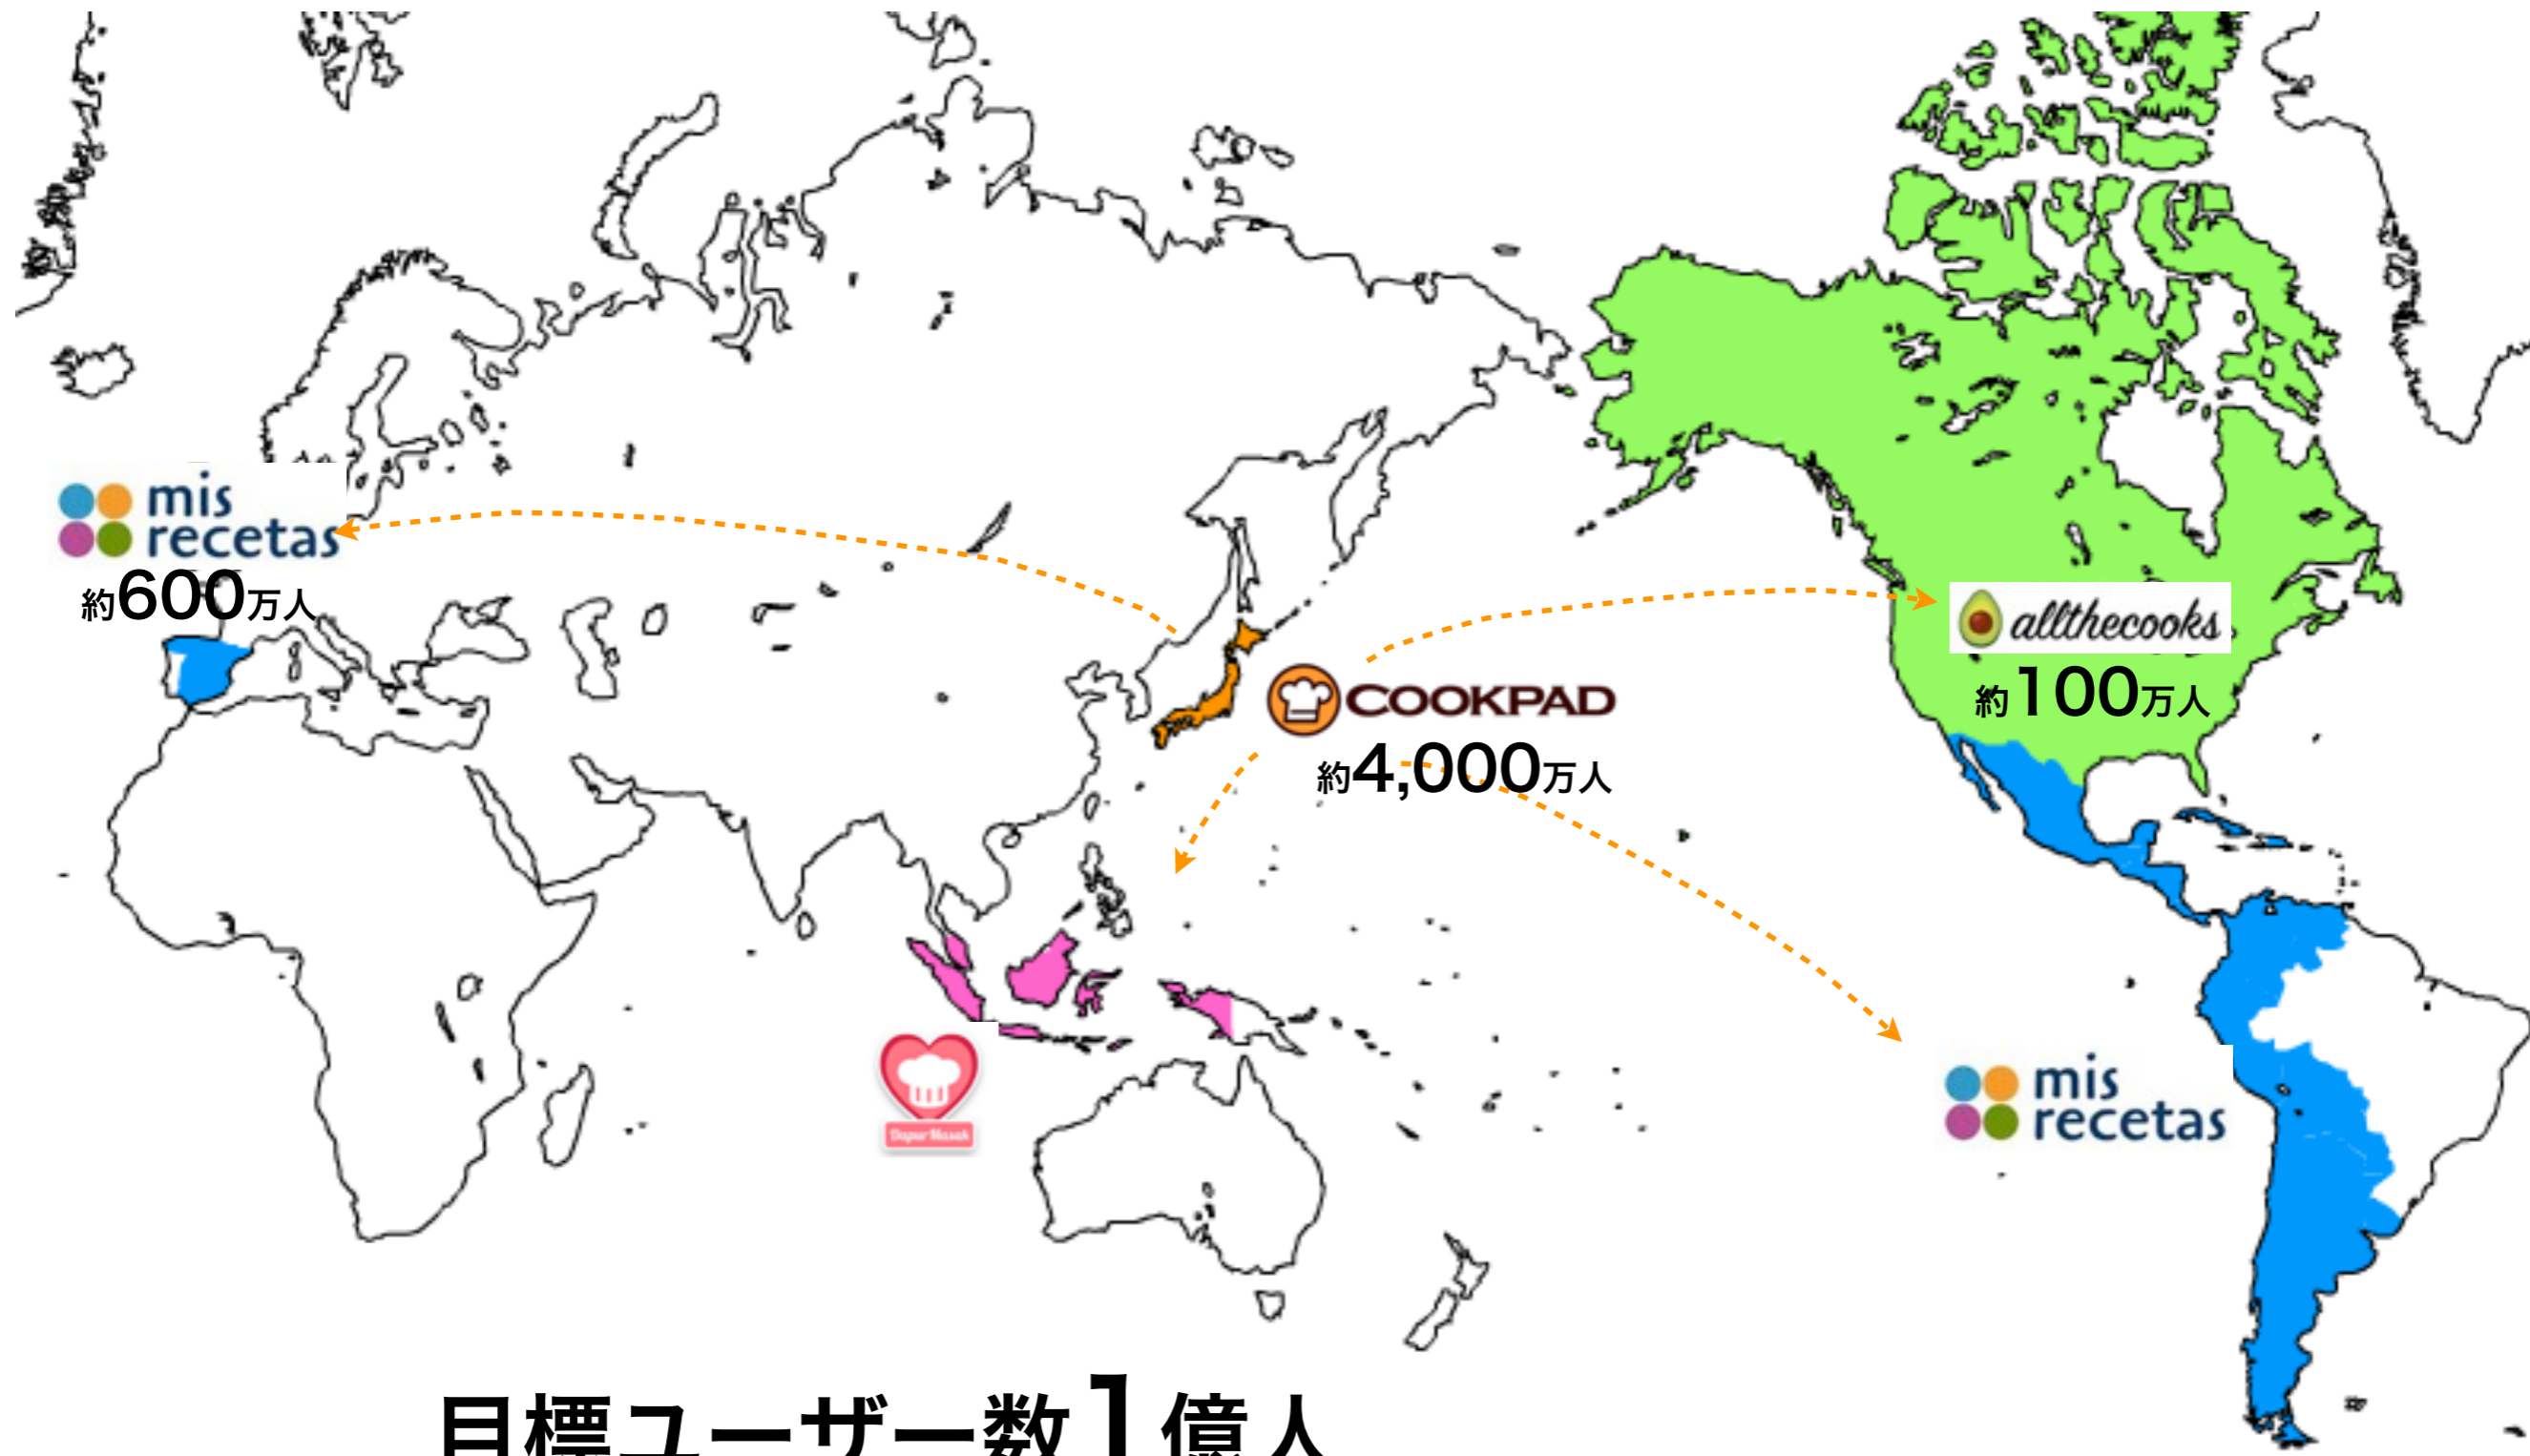 mis
recetas
約600万人
COOKPAD
約4,000万人
allthecooks
約100万人
DapurMasak
mis
recetas
目標ユーザー数1億人